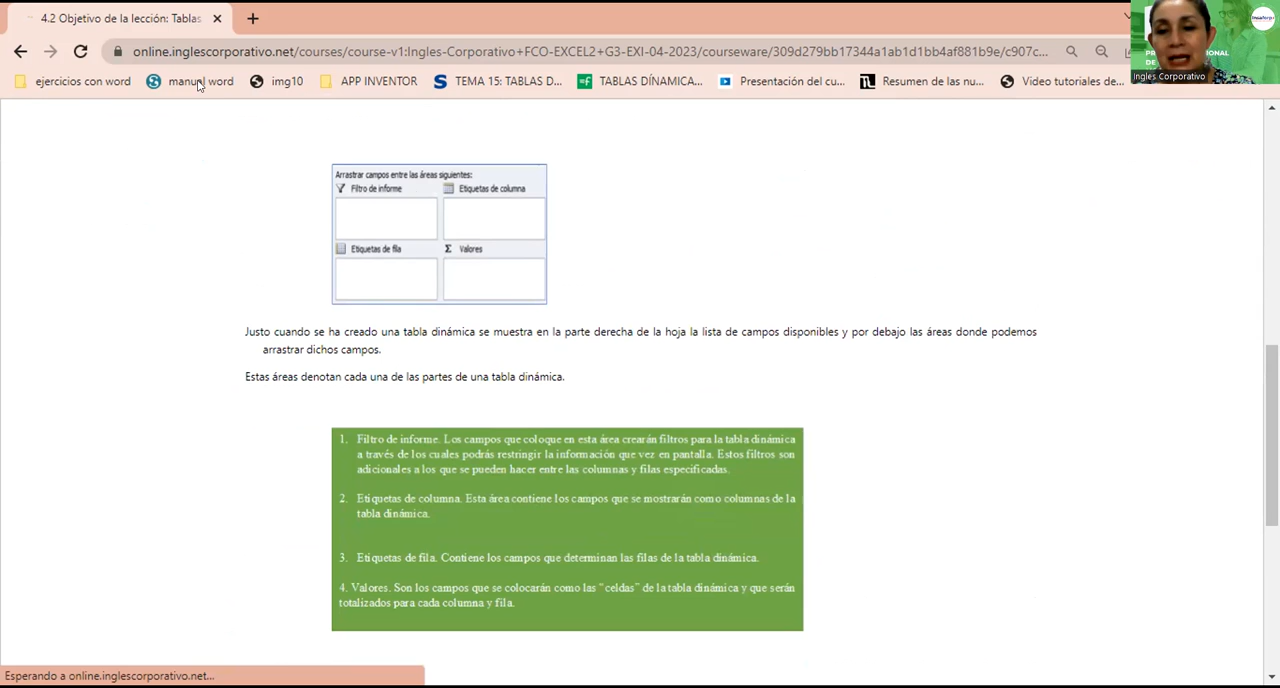 4.2 Objetivo de la lección: Tablas
online.inglescorporativo.net/courses/course-v1:Ingles-Corporativo+FCO-EXCEL2+G3-EXI-04-2023/courseware/309d279bb17344a1ab1d1bb4af881b9e/c907c...
ejercicios con word manual word img10 APP INVENTOR TEMA 15: TABLAS D... TABLAS DÍNAMICA... Presentación del cu... Resumen de las nu... Video tutoriales de...
Ingles Corporativo
Arrastrar campos entre las áreas siguientes:
Filtro de informe Etiquetas de columna
Etiquetas de fila Σ Valores
Justo cuando se ha creado una tabla dinámica se muestra en la parte derecha de la hoja la lista de campos disponibles y por debajo las áreas donde podemos
arrastrar dichos campos.
Estas áreas denotan cada una de las partes de una tabla dinámica.
1. Filtro de informe. Los campos que coloque en esta área crearán filtros para la tabla dinámica
a través de los cuales podrás restringir la información que vez en pantalla. Estos filtros son
adicionales a los que se pueden hacer entre las columnas y filas especificadas.
2. Etiquetas de columna. Esta área contiene los campos que se mostrarán como columnas de la
tabla dinámica.
3. Etiquetas de fila. Contiene los campos que determinan las filas de la tabla dinámica.
4. Valores. Son los campos que se colocarán como las "celdas" de la tabla dinámica y que serán
totalizados para cada columna y fila.
Esperando a online.inglescorporativo.net...